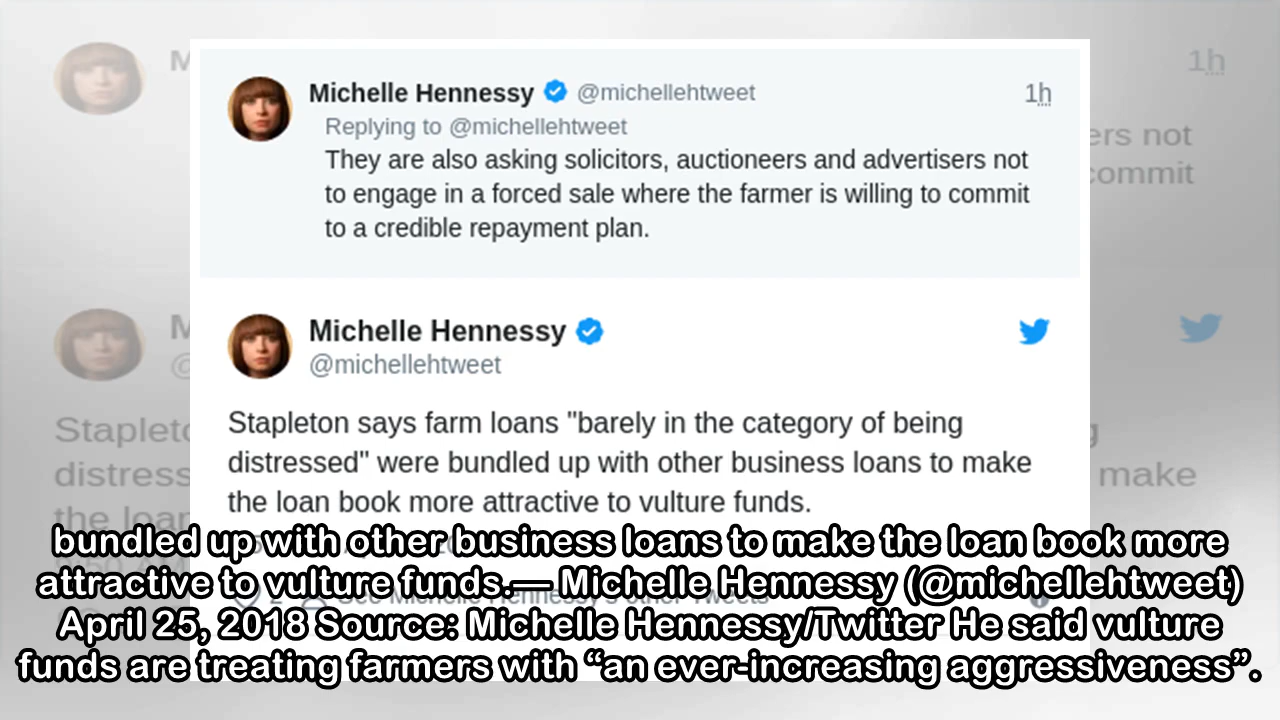 Michelle Hennessy @michellehtweet 1h
Replying to @michellehtweet
They are also asking solicitors, auctioneers and advertisers not
to engage in a forced sale where the farmer is willing to commit
to a credible repayment plan.
Michelle Hennessy
@michellehtweet
Stapleton says farm loans "barely in the category of being
distressed" were bundled up with other business loans to make
the loan book more attractive to vulture funds.
bundled up with other business loans to make the loan book more
attractive to vulture funds.— Michelle Hennessy (@michellehtweet)
April 25, 2018 Source: Michelle Hennessy/Twitter He said vulture
funds are treating farmers with “an ever-increasing aggressiveness”.
See Michelle Hennessy's other Tweets